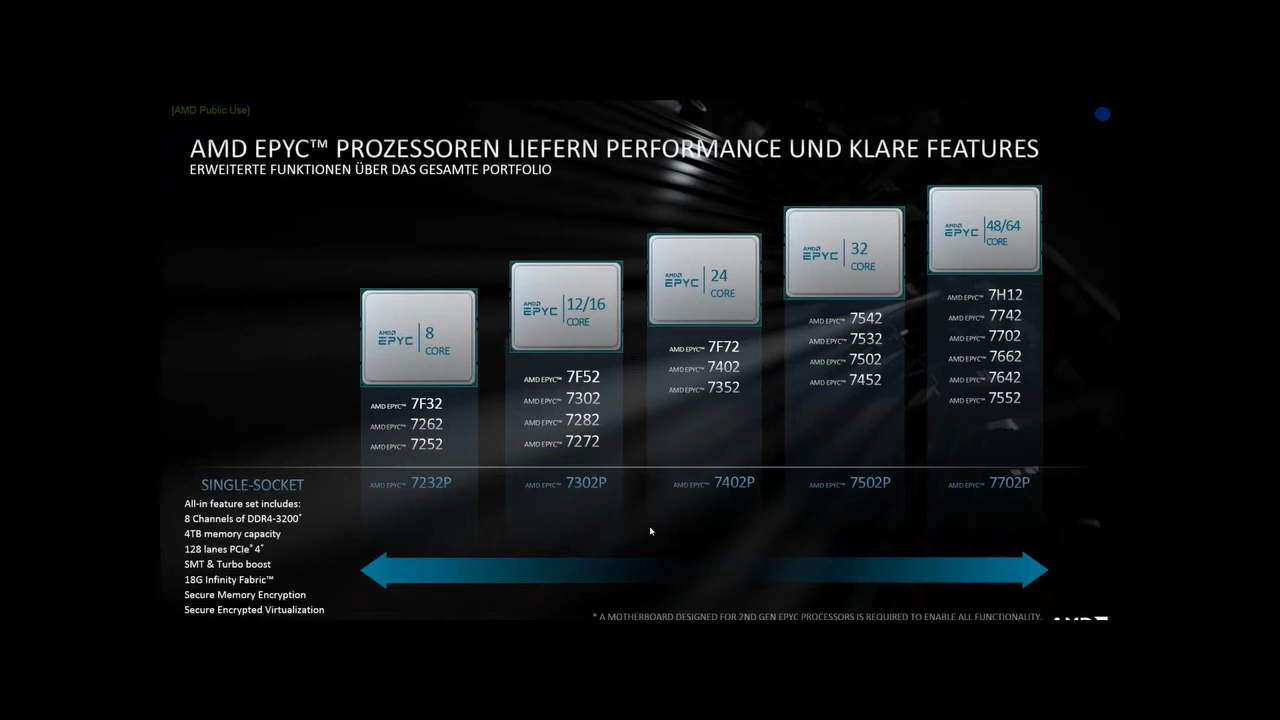 [AMD Public Use]
AMD EPYC™ PROZESSOREN LIEFERN PERFORMANCE UND KLARE FEATURES
ERWEITERTE FUNKTIONEN ÜBER DAS GESAMTE PORTFOLIO
AMD
EPYC
8
CORE
AMD EPYC™ 7F32
AMD EPYC™ 7262
AMD EPYC™ 7252
AMD EPYC™ 7232P
AMD
EPYC
12/16
CORE
AMD EPYC™ 7F52
AMD EPYC™ 7302
AMD EPYC™ 7282
AMD EPYC™ 7272
AMD EPYC™ 7302P
AMD
EPYC
24
CORE
AMD EPYC™ 7F72
AMD EPYC™ 7402
AMD EPYC™ 7352
AMD EPYC™ 7402P
AMD
EPYC
32
CORE
AMD EPYC™ 7542
AMD EPYC™ 7532
AMD EPYC™ 7502
AMD EPYC™ 7452
AMD EPYC™ 7502P
AMD
EPYC
48/64
CORE
AMD EPYC™ 7H12
AMD EPYC™ 7742
AMD EPYC™ 7702
AMD EPYC™ 7662
AMD EPYC™ 7642
AMD EPYC™ 7552
AMD EPYC™ 7702P
SINGLE-SOCKET
All-in feature set includes:
8 Channels of DDR4-3200*
4TB memory capacity
128 lanes PCIe® 4*
SMT & Turbo boost
18G Infinity Fabric™
Secure Memory Encryption
Secure Encrypted Virtualization
* A MOTHERBOARD DESIGNED FOR 2ND GEN EPYC PROCESSORS IS REQUIRED TO ENABLE ALL FUNCTIONALITY.
AMD